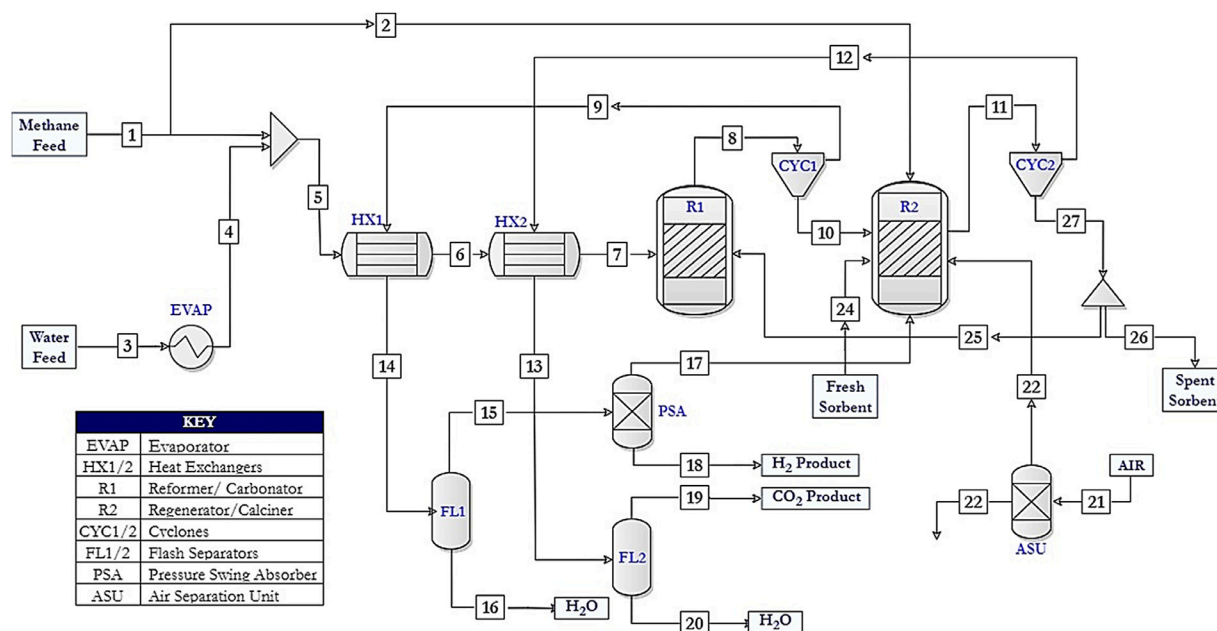 2
12
9
11
8
Methane
Feed
1
CYC1
CYC2
5
R1
R2
HX1
HX2
27
4
10
6
7
EVAP
24
Water
Feed
3
25
26
14
13
17
Fresh
Sorbent
22
Spent
Sorbent
15
PSA
KEY
EVAP Evaporator
HX1/2 Heat Exchangers
R1 Reformer/ Carbonator
R2 Regenerator/Calciner
CYC1/2 Cyclones
FL1/2 Flash Separators
PSA Pressure Swing Absorber
ASU Air Separation Unit
18
H2 Product
AIR
19
CO2 Product
22
21
FL1
FL2
ASU
16
H2O
20
H2O